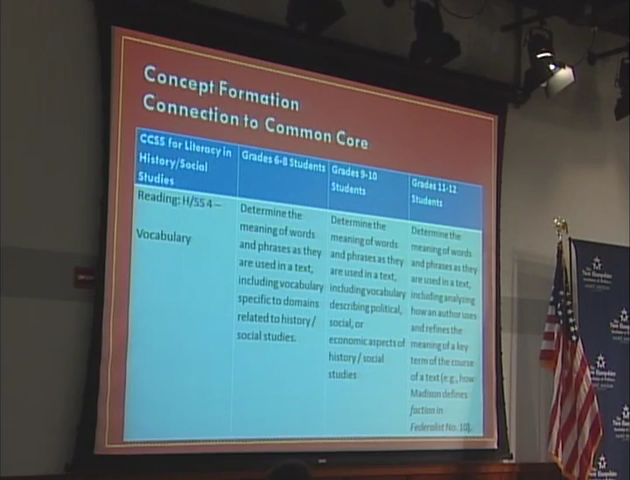 Concept Formation
Connection to Common Core
CCSS for Literacy in
History/Social
Studies
Grades 6-8 Students
Grades 9-10
Students
Grades 11-12
Students
Reading: H/SS 4 –
Vocabulary
Determine the
meaning of words
and phrases as they
are used in a text,
including vocabulary
specific to domains
related to history/
social studies.
Determine the
meaning of words
and phrases as they
are used in a text,
including vocabulary
describing political,
social, or
economic aspects of
history / social
studies
Determine the
meaning of words
and phrases as they
are used in a text,
including analyzing
how an author uses
and refines the
meaning of a key
term of the course
of a text (e.g., how
Madison defines
faction in
Federalist No. 10).
The
New Hampshire